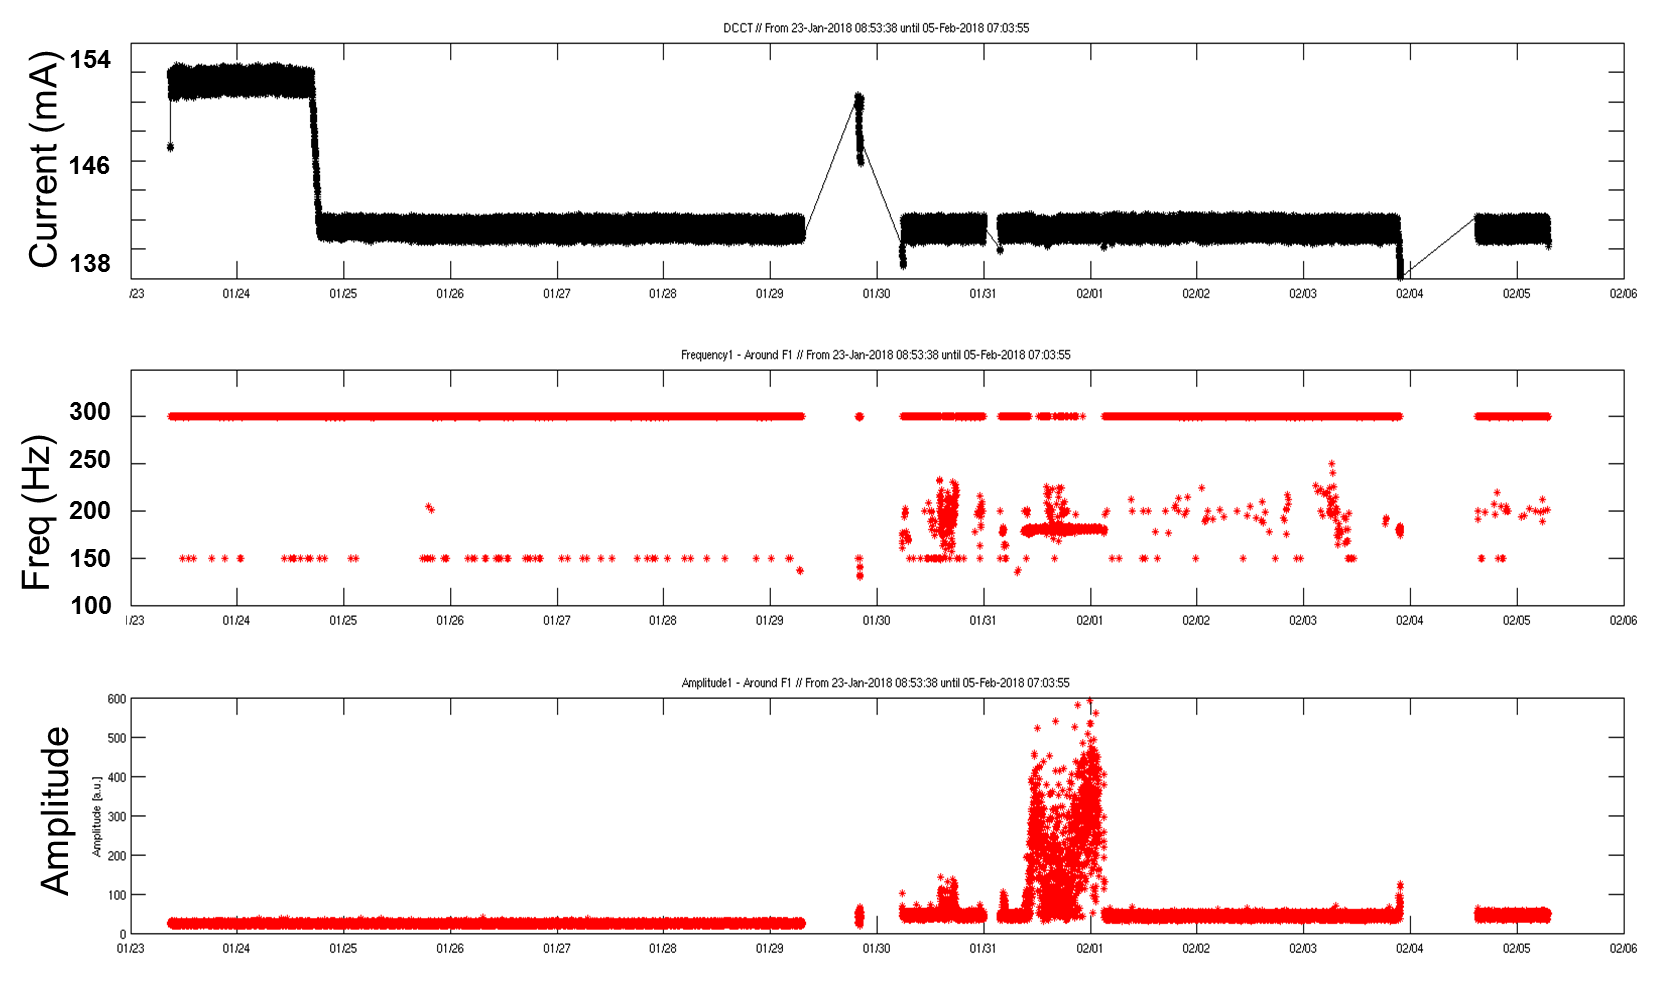 DCCT // From 23-Jan-2018 08:53:38 until 05-Feb-2018 07:03:55
Current (mA)
154
146
138
/23 01/24 01/25 01/26 01/27 01/28 01/29 01/30 01/31 02/01 02/02 02/03 02/04 02/05 02/06
Frequency1 - Around F1 // From 23-Jan-2018 08:53:38 until 05-Feb-2018 07:03:55
Freq (Hz)
300
250
200
150
100
/23 01/24 01/25 01/26 01/27 01/28 01/29 01/30 01/31 02/01 02/02 02/03 02/04 02/05 02/06
Amplitude1 - Around F1 // From 23-Jan-2018 08:53:38 until 05-Feb-2018 07:03:55
Amplitude
Amplitude [a.u.]
600
500
400
300
200
100
0
01/23 01/24 01/25 01/26 01/27 01/28 01/29 01/30 01/31 02/01 02/02 02/03 02/04 02/05 02/06